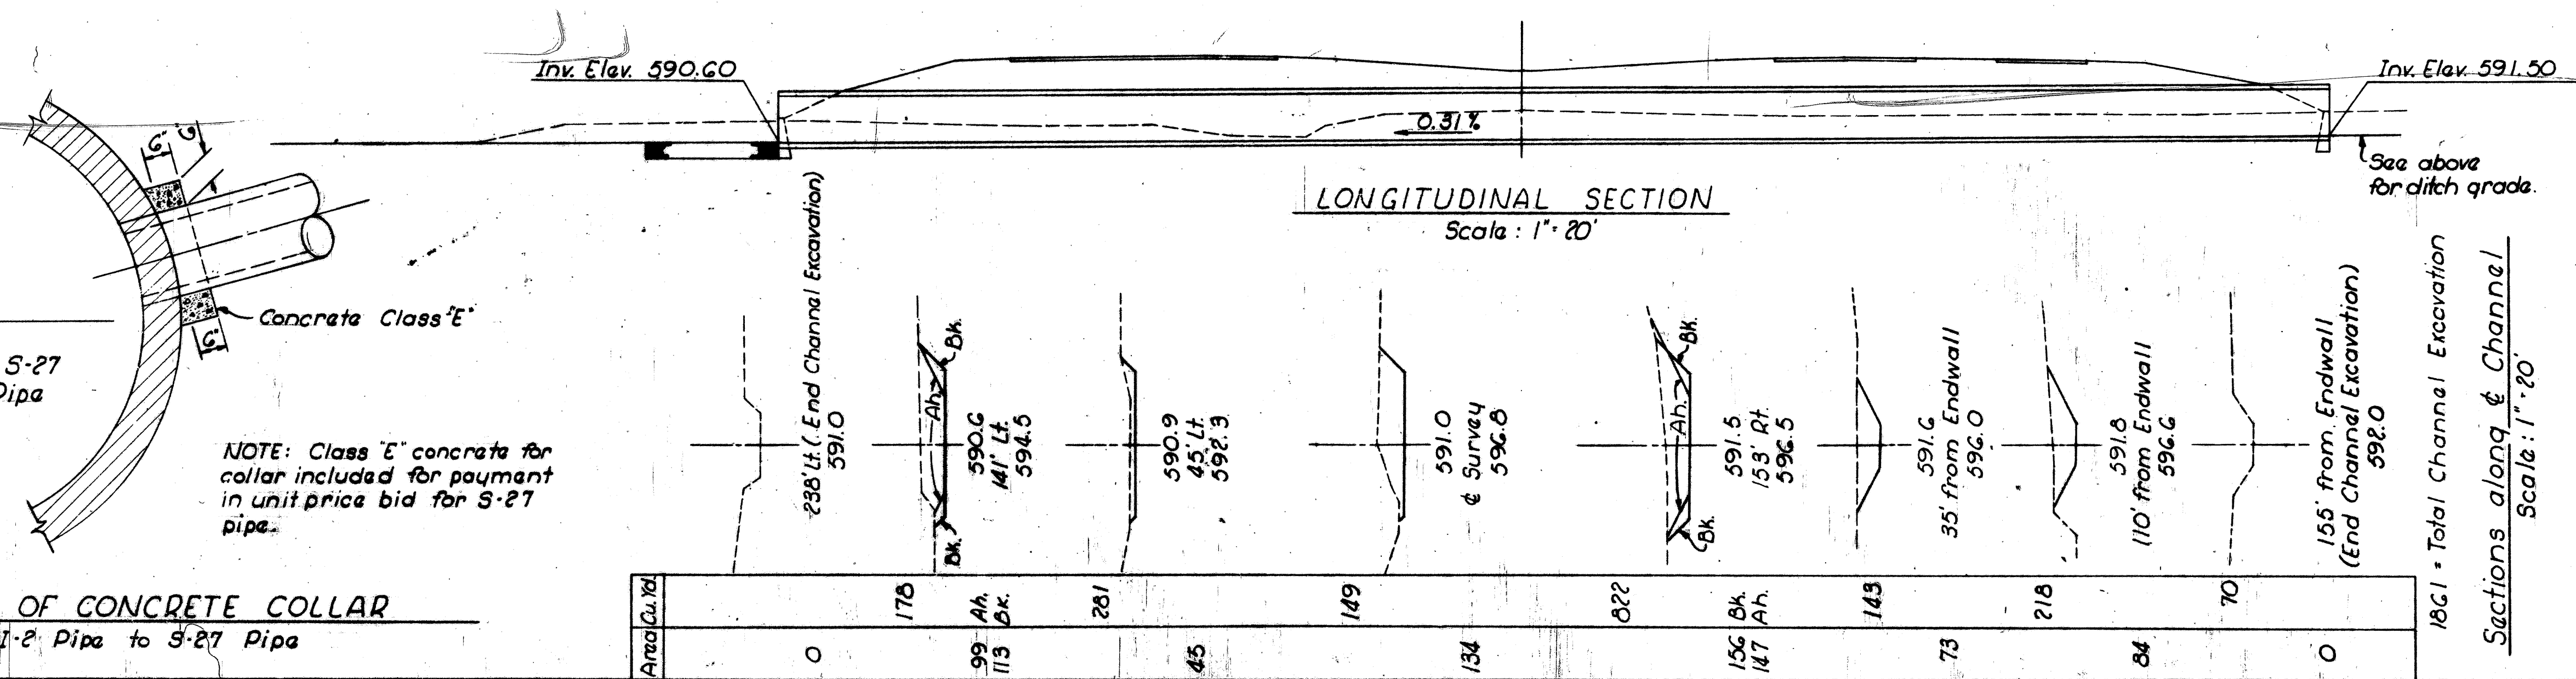 Inv. Elev. 590.60
Inv. Elev. 591.50
0.31%
See above
for ditch grade.
LONGITUDINAL SECTION
Scale : 1"= 20'
6"
6"
6"
Concrete Class "E"
S-27
Pipe
NOTE: Class "E" concrete for
collar included for payment
in unit price bid for S-27
pipe.
OF CONCRETE COLLAR
I-2 Pipe to S-27 Pipe
238' Lt. (End Channel Excavation)
591.0
Bk.
Ah.
Bk.
590.6
141' Lt.
594.5
590.9
45' Lt.
592.3
591.0
℄ Survey
596.8
Bk.
Ah.
Bk.
591.5
153' Rt.
596.5
591.6
35' from Endwall
596.0
591.8
110' from Endwall
596.6
155' from Endwall
(End Channel Excavation)
592.0
1861 = Total Channel Excavation
Sections along ℄ Channel
Scale : 1"= 20'
Cu.Yd.
178
281
149
822
143
218
70
Area
0
99 Ah.
113 Bk.
45
134
156 Bk.
147 Ah.
73
84
0